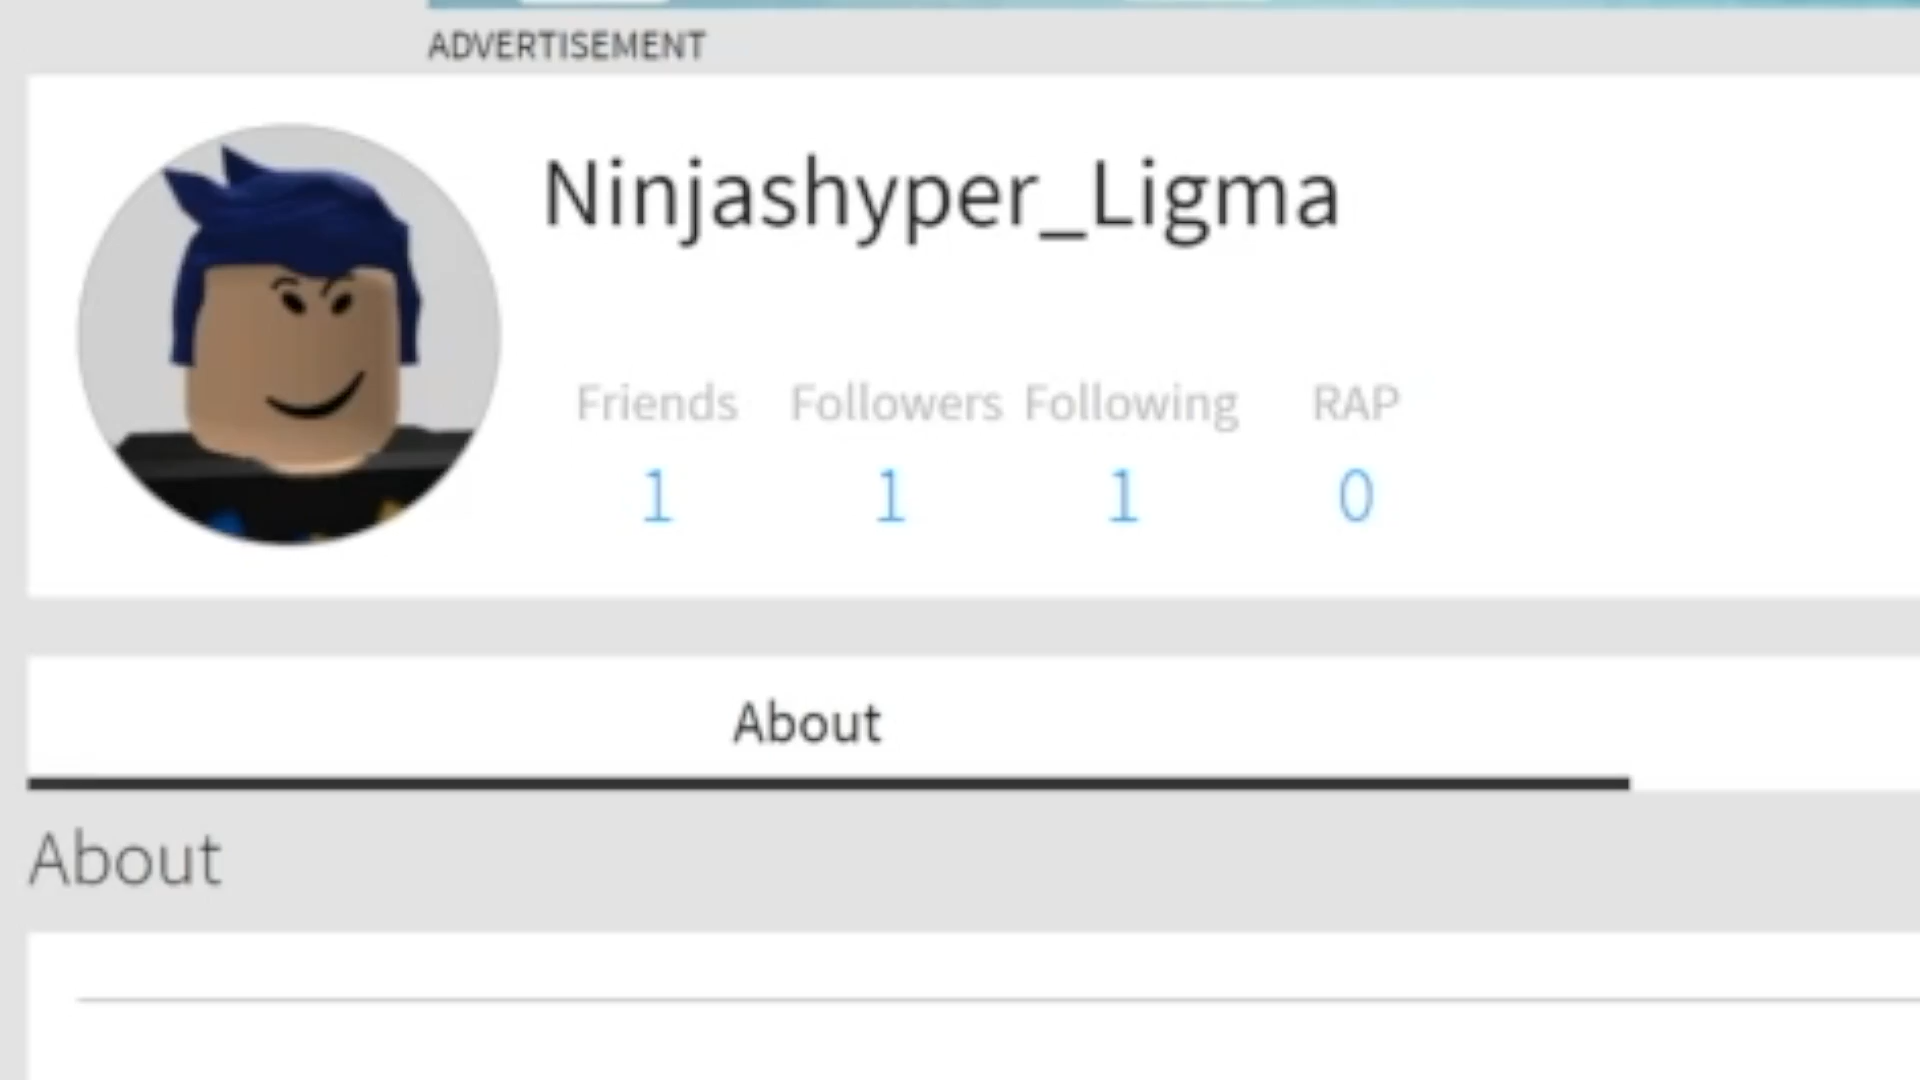 ADVERTISEMENT
Ninjashyper_Ligma
Friends Followers Following RAP
1 1 1 0
About
About